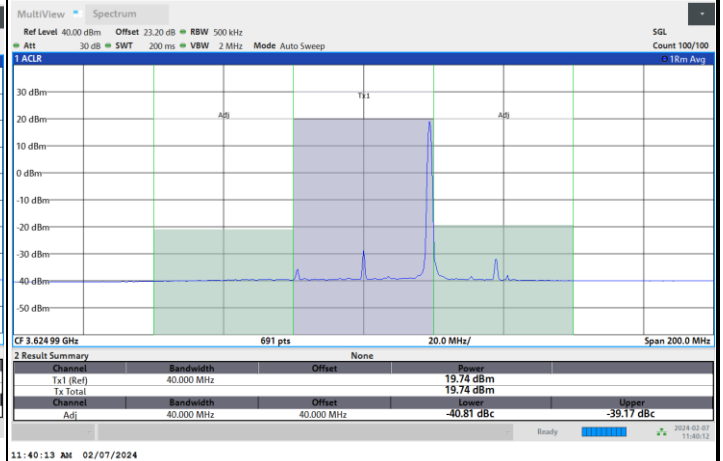 MultiView Spectrum
Ref Level 40.00 dBm Offset 23.20 dB RBW 500 kHz SGL
Att 30 dB SWT 200 ms VBW 2 MHz Mode Auto Sweep Count 100/100
1 ACLR 1Rm Avg
Tx1
Adj Adj
30 dBm
20 dBm
10 dBm
0 dBm
-10 dBm
-20 dBm
-30 dBm
-40 dBm
-50 dBm
CF 3.624 99 GHz 691 pts 20.0 MHz/ Span 200.0 MHz
2 Result Summary None
Channel Bandwidth Offset Power
Tx1 (Ref) 40.000 MHz 19.74 dBm
Tx Total 19.74 dBm
Channel Bandwidth Offset Lower Upper
Adj 40.000 MHz 40.000 MHz -40.81 dBc -39.17 dBc
Ready 2024-02-07
11:40:12
11:40:13 AM 02/07/2024